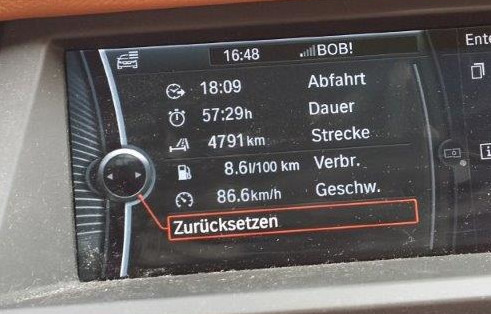 16:48 BOB!
Ente
18:09 Abfahrt
57:29h Dauer
4791km Strecke
8.6l/100 km Verbr.
86.6km/h Geschw.
Zurücksetzen